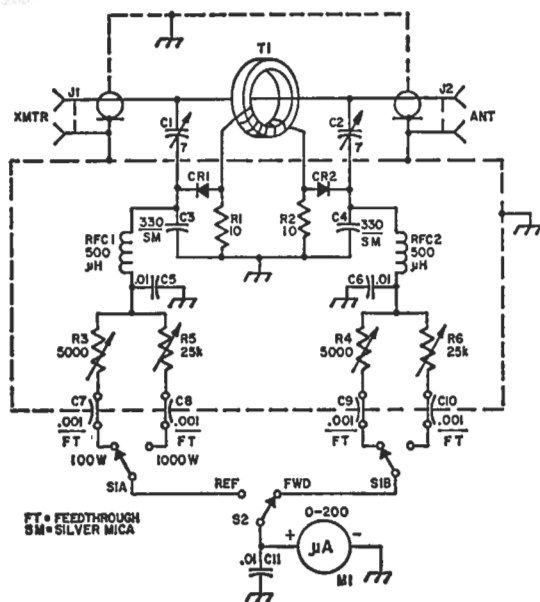 T1
J1
J2
XMTR
ANT
C1
7
C2
7
CR1
CR2
330
SM
C3
R1
10
R2
10
C4
330
SM
RFC1
500
µH
RFC2
500
µH
.01
C5
C6
.01
R3
5000
R5
25k
R4
5000
R6
25k
C7
C8
C9
C10
.001
FT
.001
FT
.001
FT
.001
FT
100W
1000W
S1A
REF
FWD
S1B
S2
0-200
FT = FEEDTHROUGH
SM = SILVER MICA
+
µA
-
.01
C11
M1